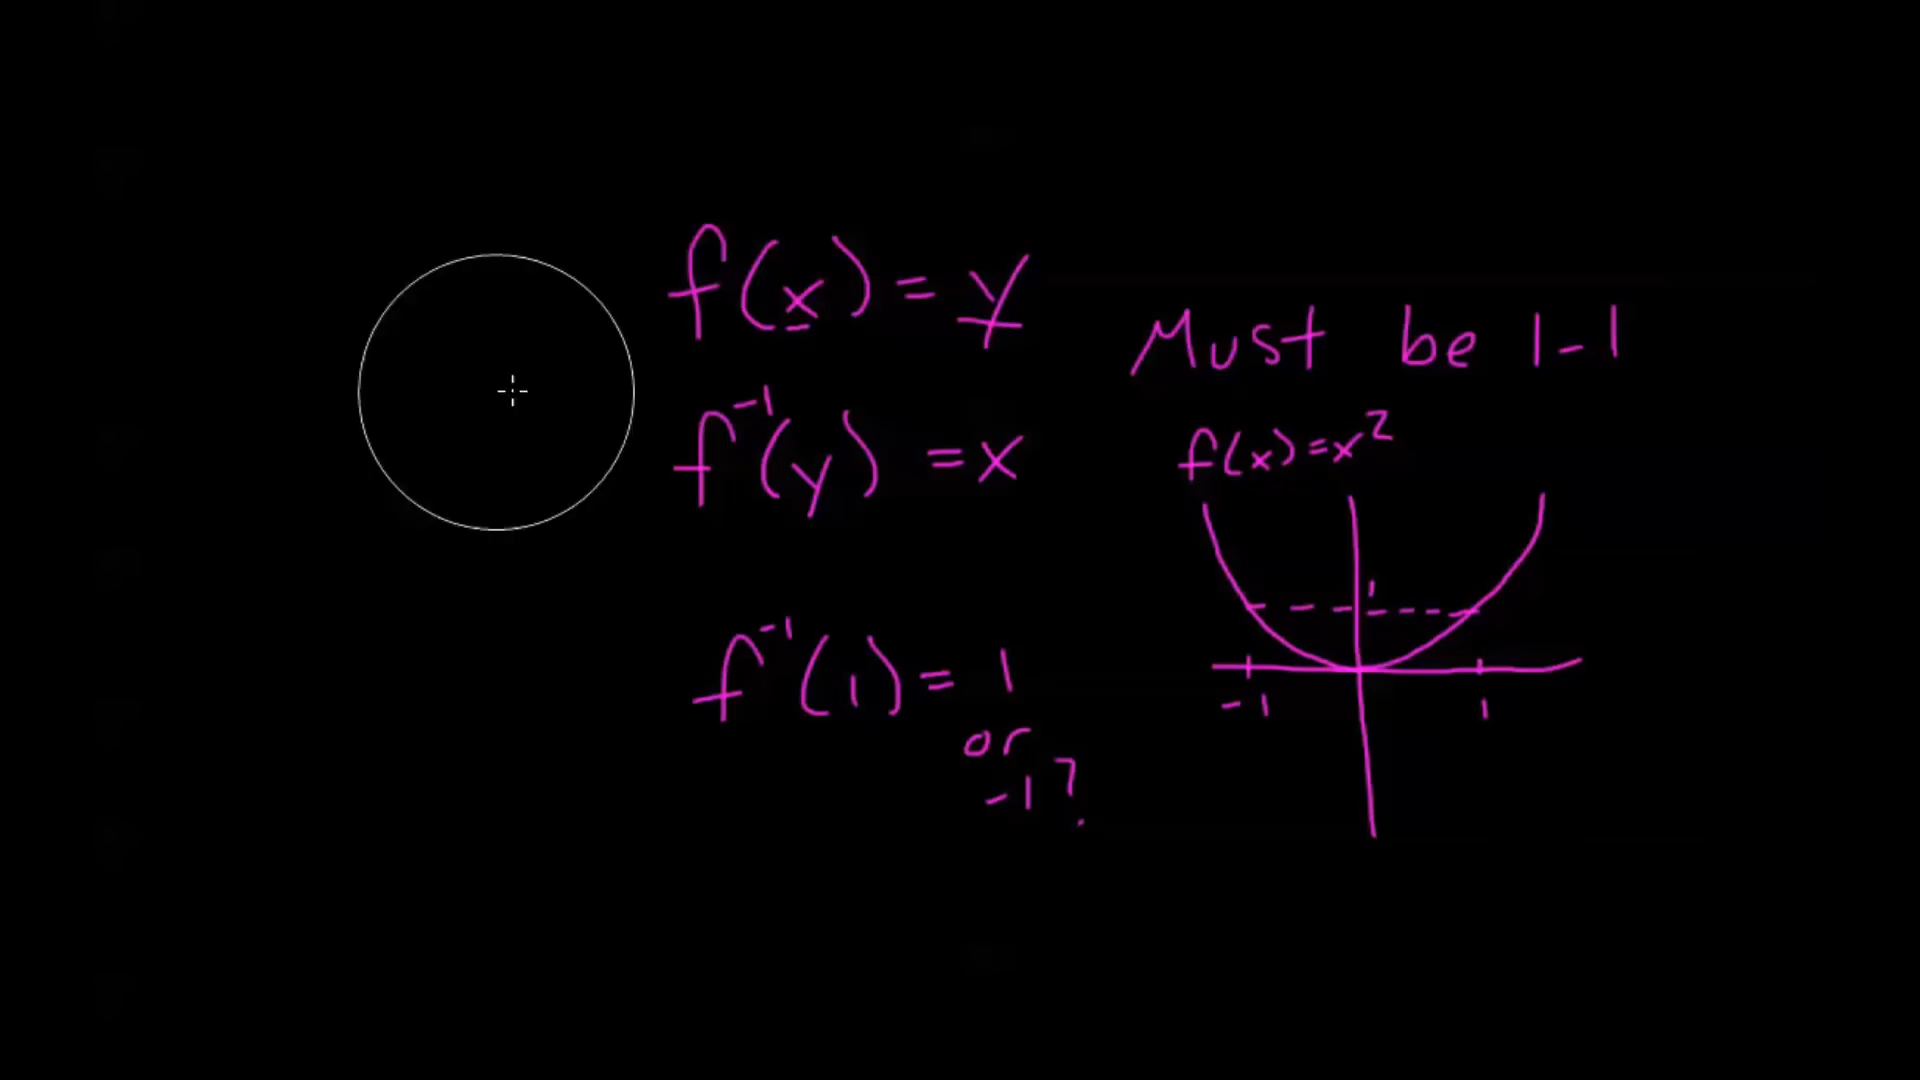 f(x) = y
f⁻¹(y) = x
f⁻¹(1) = 1
or
-1?
Must be 1-1
f(x) = x²
1
-1
1